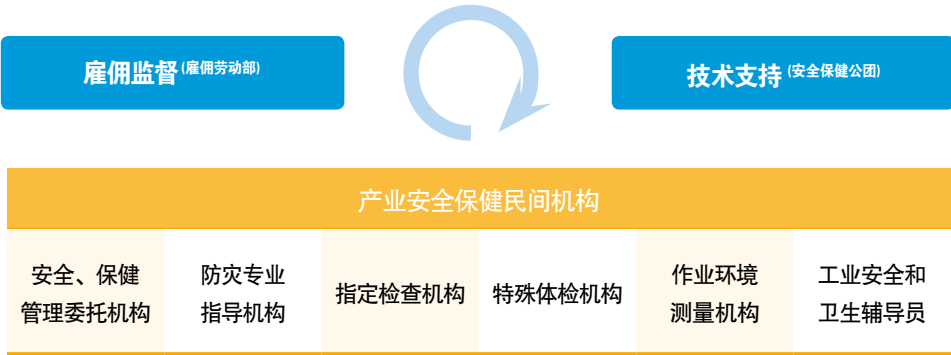 雇佣监督(雇佣劳动部)
技术支持 (安全保健公团)
产业安全保健民间机构
安全、保健
管理委托机构
防灾专业
指导机构
指定检查机构
特殊体检机构
作业环境
测量机构
工业安全和
卫生辅导员